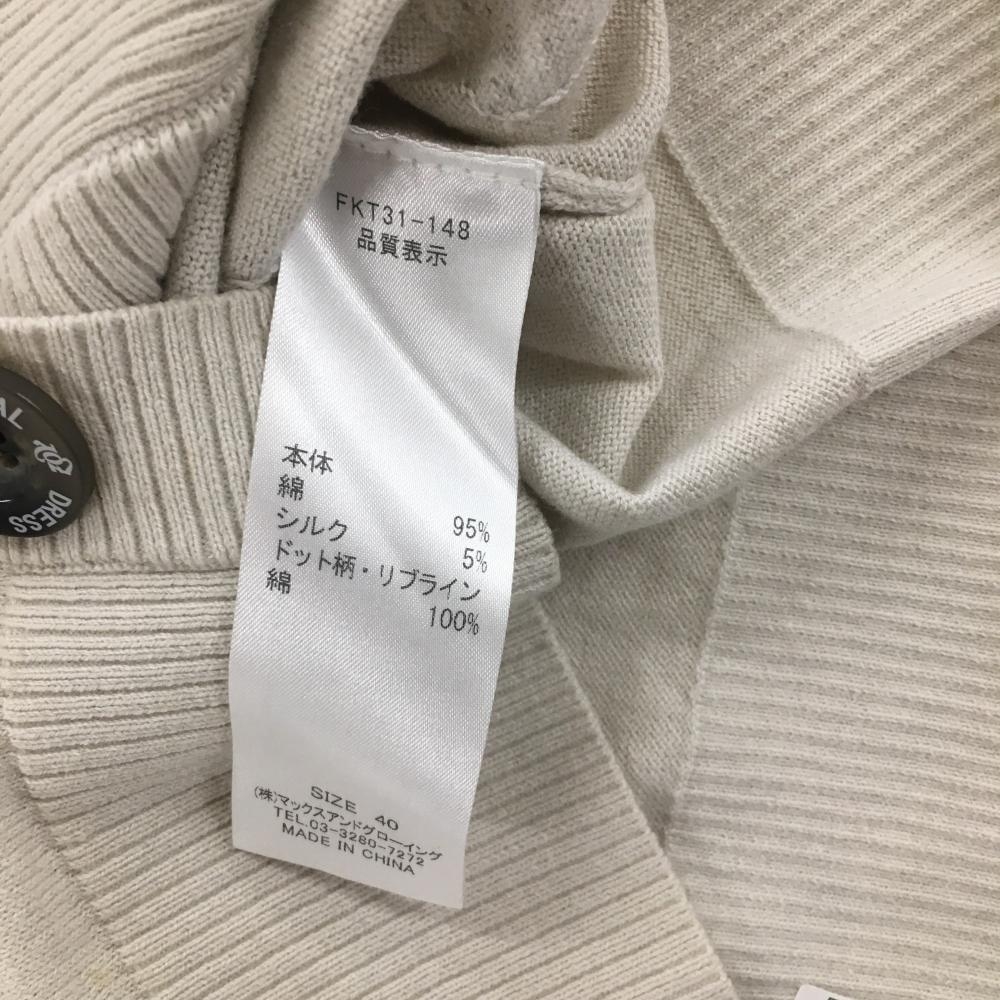 FKT31-148
品質表示
本体
綿 95%
シルク 5%
ドット柄・リブライン
綿 100%
SIZE 40
(株)マックスアンドグローイング
TEL.03-3280-7272
MADE IN CHINA
DRESS